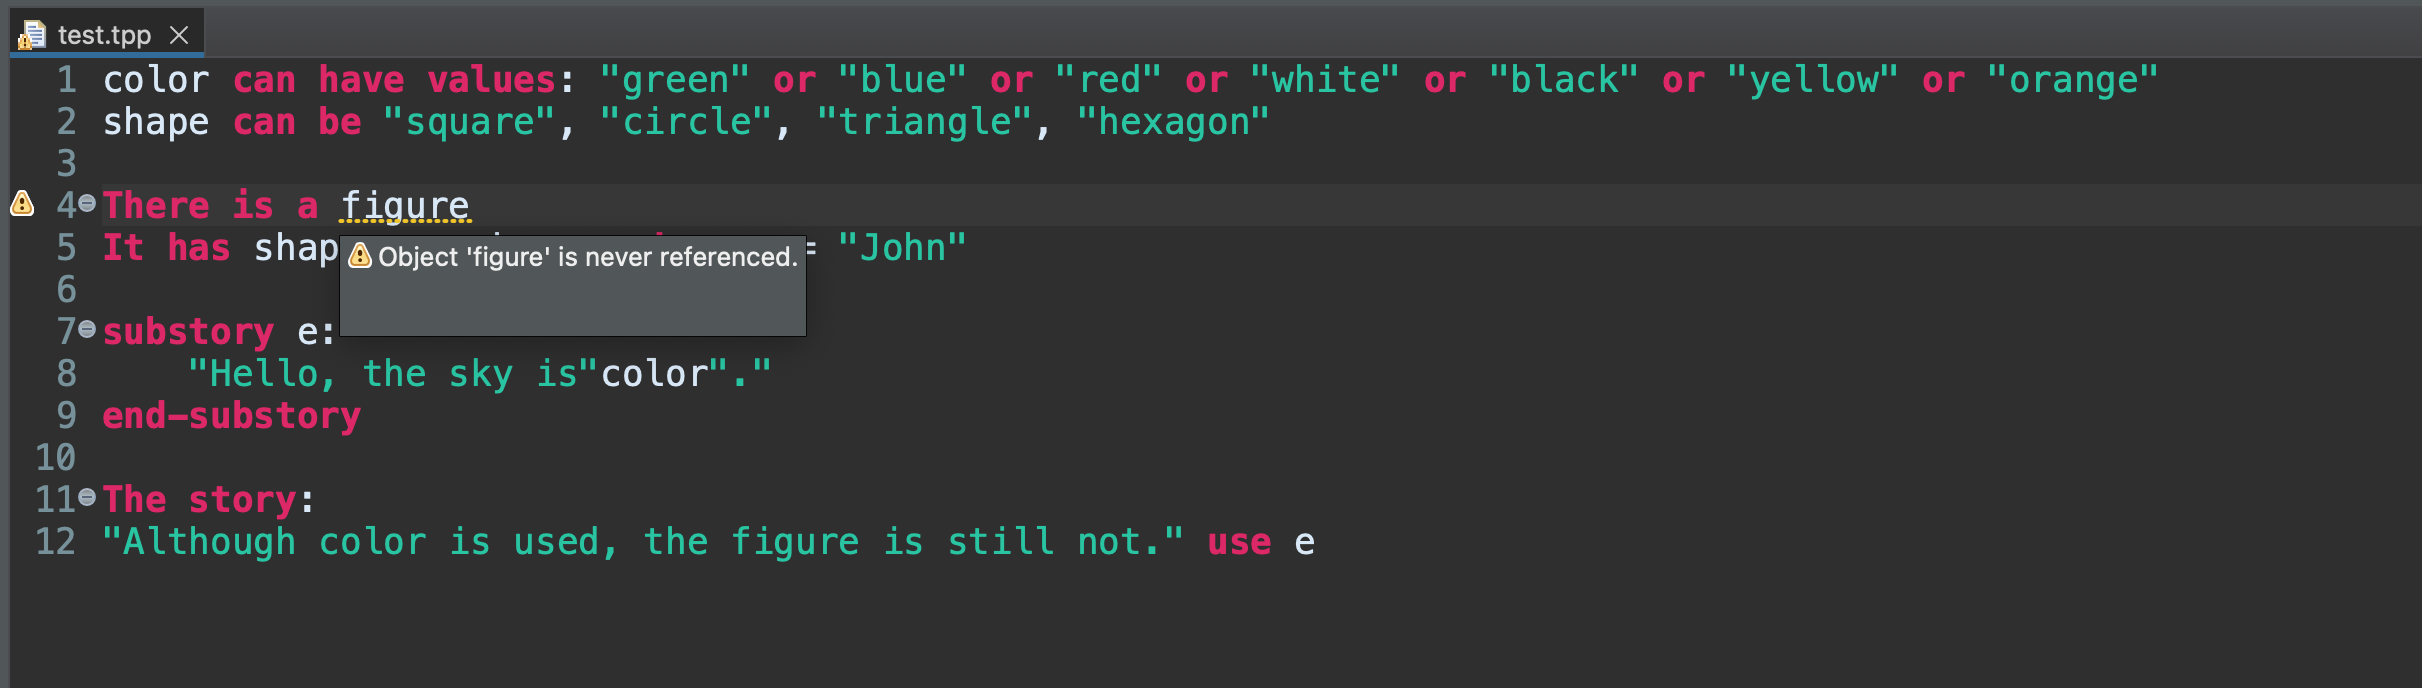 test.tpp
1 color can have values: "green" or "blue" or "red" or "white" or "black" or "yellow" or "orange"
2 shape can be "square", "circle", "triangle", "hexagon"
3
4 There is a figure
5 It has shap = "John"
Object 'figure' is never referenced.
6
7 substory e:
8 "Hello, the sky is"color"."
9 end-substory
10
11 The story:
12 "Although color is used, the figure is still not." use e